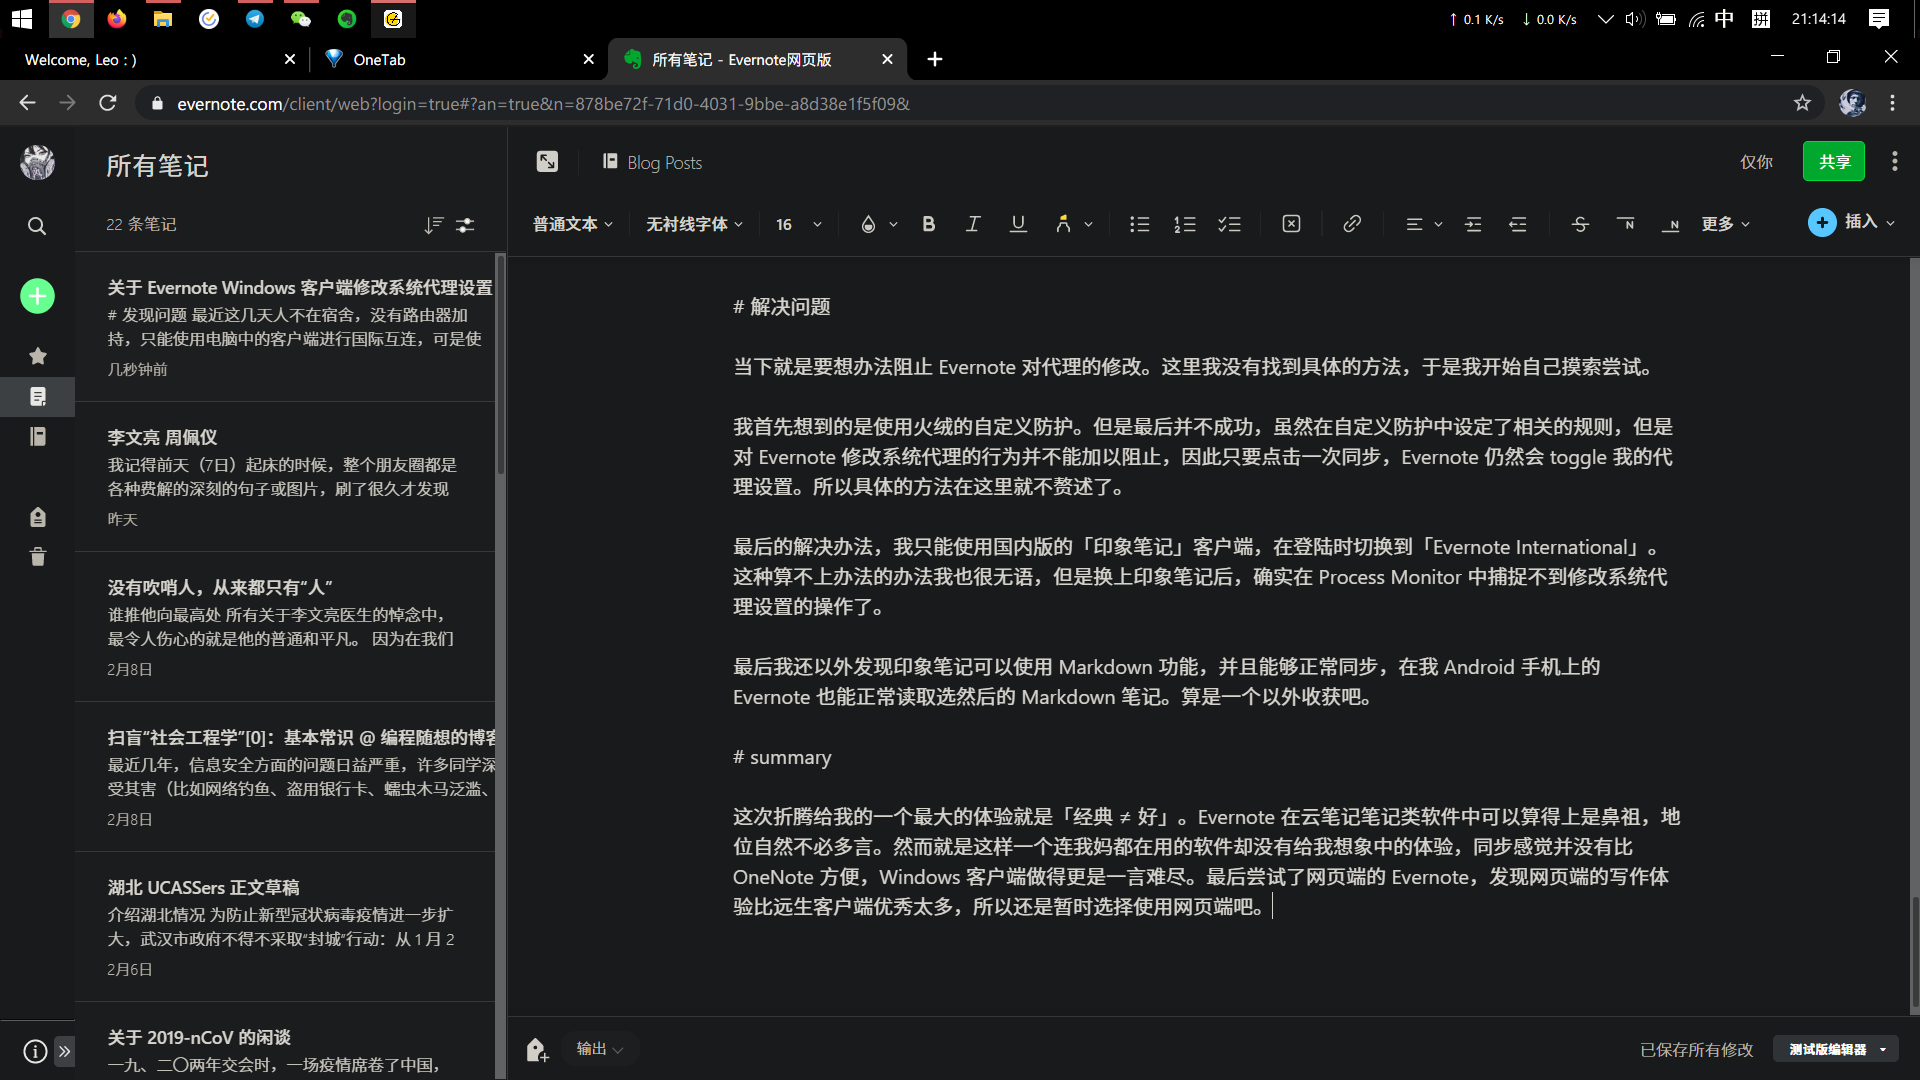 ↑ 0.1 K/s ↓ 0.0 K/s 中 拼 21:14:14
Welcome, Leo : )
OneTab
所有笔记 - Evernote网页版
evernote.com/client/web?login=true#?an=true&n=878be72f-71d0-4031-9bbe-a8d38e1f5f09&
所有笔记
22 条笔记
关于 Evernote Windows 客户端修改系统代理设置
# 发现问题 最近这几天人不在宿舍，没有路由器加
持，只能使用电脑中的客户端进行国际互连，可是使
几秒钟前
李文亮 周佩仪
我记得前天（7日）起床的时候，整个朋友圈都是
各种费解的深刻的句子或图片，刷了很久才发现
昨天
没有吹哨人，从来都只有“人”
谁推他向最高处 所有关于李文亮医生的悼念中，
最令人伤心的就是他的普通和平凡。 因为在我们
2月8日
扫盲“社会工程学”[0]：基本常识 @ 编程随想的博客
最近几年，信息安全方面的问题日益严重，许多同学深
受其害（比如网络钓鱼、盗用银行卡、蠕虫木马泛滥、
2月8日
湖北 UCASSers 正文草稿
介绍湖北情况 为防止新型冠状病毒疫情进一步扩
大，武汉市政府不得不采取“封城”行动：从 1 月 2
2月6日
关于 2019-nCoV 的闲谈
一九、二〇两年交会时，一场疫情席卷了中国，
Blog Posts
仅你
共享
普通文本
无衬线字体
16
更多
插入
# 解决问题
当下就是要想办法阻止 Evernote 对代理的修改。这里我没有找到具体的方法，于是我开始自己摸索尝试。
我首先想到的是使用火绒的自定义防护。但是最后并不成功，虽然在自定义防护中设定了相关的规则，但是
对 Evernote 修改系统代理的行为并不能加以阻止，因此只要点击一次同步，Evernote 仍然会 toggle 我的代
理设置。所以具体的方法在这里就不赘述了。
最后的解决办法，我只能使用国内版的「印象笔记」客户端，在登陆时切换到「Evernote International」。
这种算不上办法的办法我也很无语，但是换上印象笔记后，确实在 Process Monitor 中捕捉不到修改系统代
理设置的操作了。
最后我还以外发现印象笔记可以使用 Markdown 功能，并且能够正常同步，在我 Android 手机上的
Evernote 也能正常读取选然后的 Markdown 笔记。算是一个以外收获吧。
# summary
这次折腾给我的一个最大的体验就是「经典 ≠ 好」。Evernote 在云笔记笔记类软件中可以算得上是鼻祖，地
位自然不必多言。然而就是这样一个连我妈都在用的软件却没有给我想象中的体验，同步感觉并没有比
OneNote 方便，Windows 客户端做得更是一言难尽。最后尝试了网页端的 Evernote，发现网页端的写作体
验比远生客户端优秀太多，所以还是暂时选择使用网页端吧。
输出
已保存所有修改
测试版编辑器